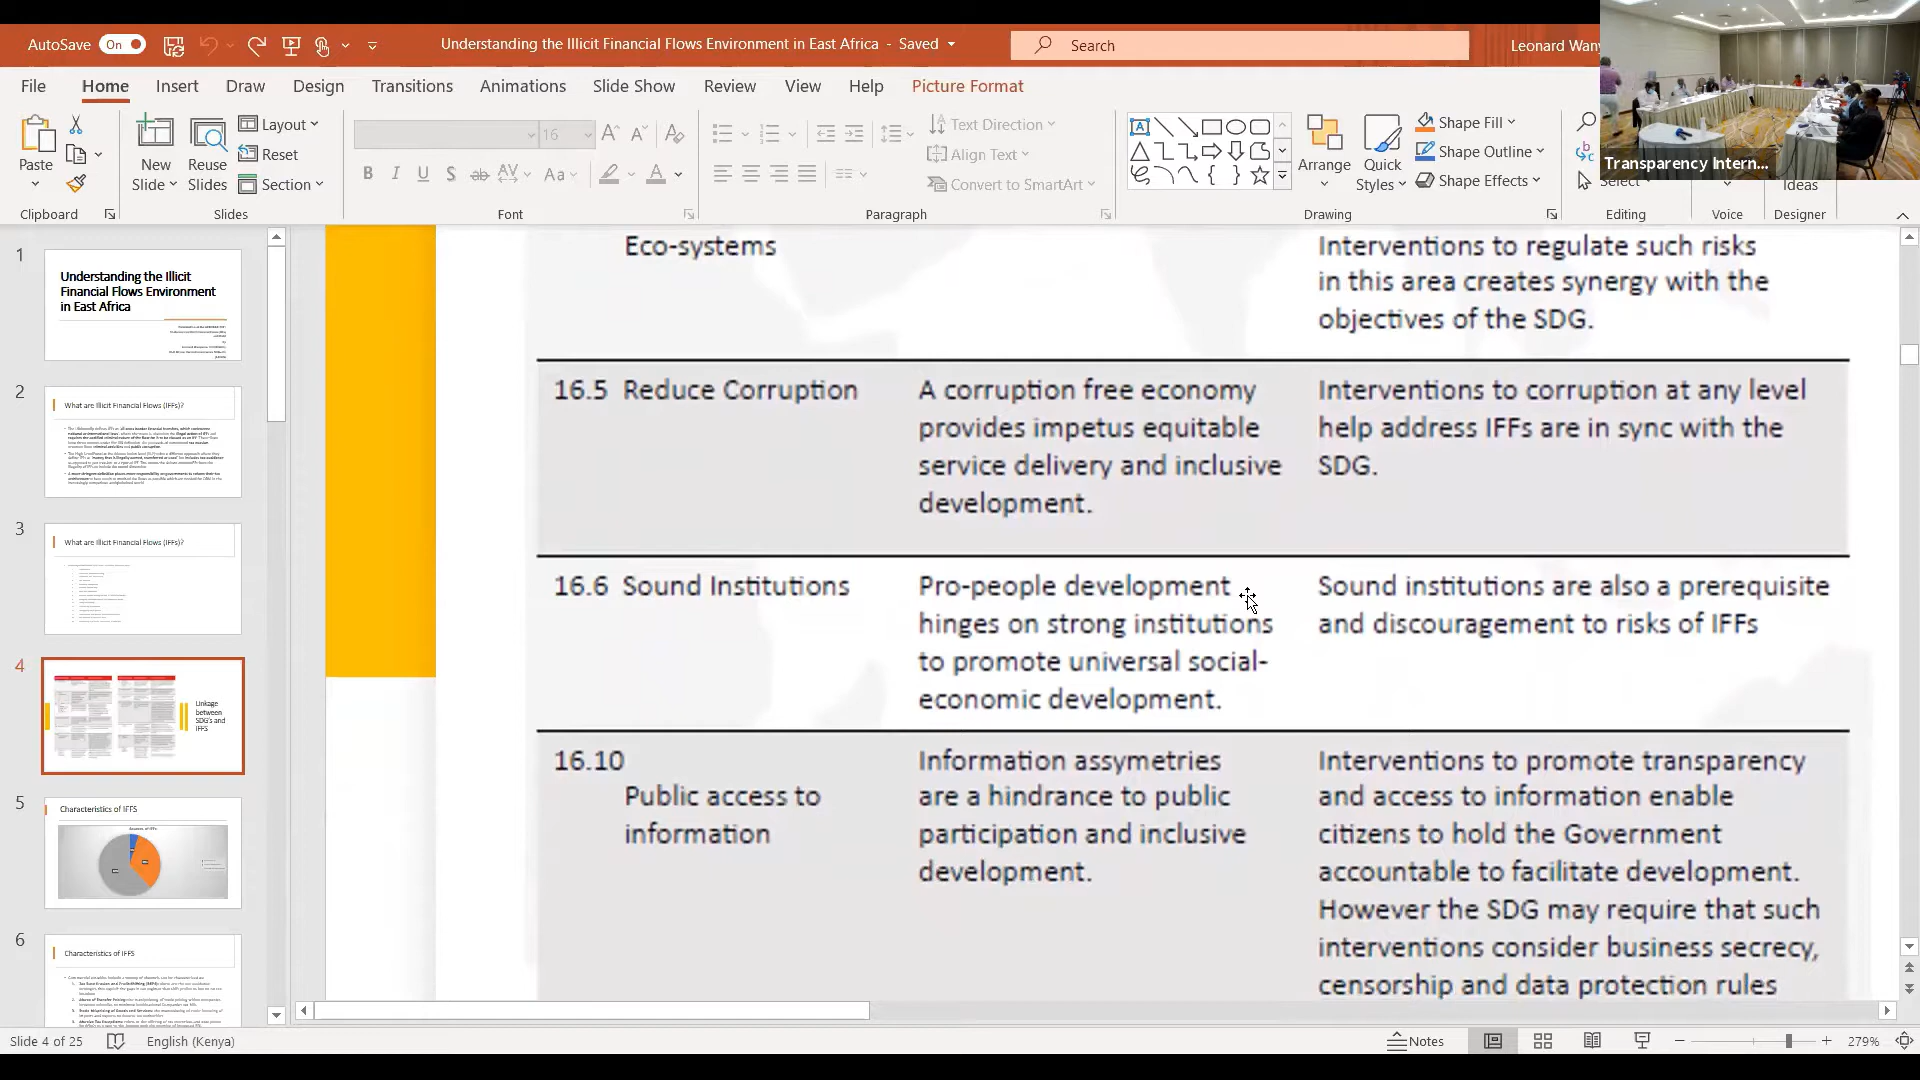 AutoSave On
Understanding the Illicit Financial Flows Environment in East Africa - Saved
Search
Leonard Wany
File Home Insert Draw Design Transitions Animations Slide Show Review View Help Picture Format
Paste
Clipboard
New Slide
Reuse Slides
Layout
Reset
Section
Slides
16
Font
Text Direction
Align Text
Convert to SmartArt
Paragraph
Arrange
Quick Styles
Shape Fill
Shape Outline
Shape Effects
Drawing
Select
Editing
Voice
Ideas
Designer
Transparency Intern...
1
Understanding the Illicit
Financial Flows Environment
in East Africa
2
What are Illicit Financial Flows (IFFs)?
3
What are Illicit Financial Flows (IFFs)?
4
Linkage
between
SDG's and
IFFS
5
Characteristics of IFFS
6
Characteristics of IFFS
Eco-systems
Interventions to regulate such risks
in this area creates synergy with the
objectives of the SDG.
16.5 Reduce Corruption
A corruption free economy
provides impetus equitable
service delivery and inclusive
development.
Interventions to corruption at any level
help address IFFs are in sync with the
SDG.
16.6 Sound Institutions
Pro-people development
hinges on strong institutions
to promote universal social-
economic development.
Sound institutions are also a prerequisite
and discouragement to risks of IFFs
16.10
Public access to
information
Information assymetries
are a hindrance to public
participation and inclusive
development.
Interventions to promote transparency
and access to information enable
citizens to hold the Government
accountable to facilitate development.
However the SDG may require that such
interventions consider business secrecy,
censorship and data protection rules
Slide 4 of 25
English (Kenya)
Notes
279%